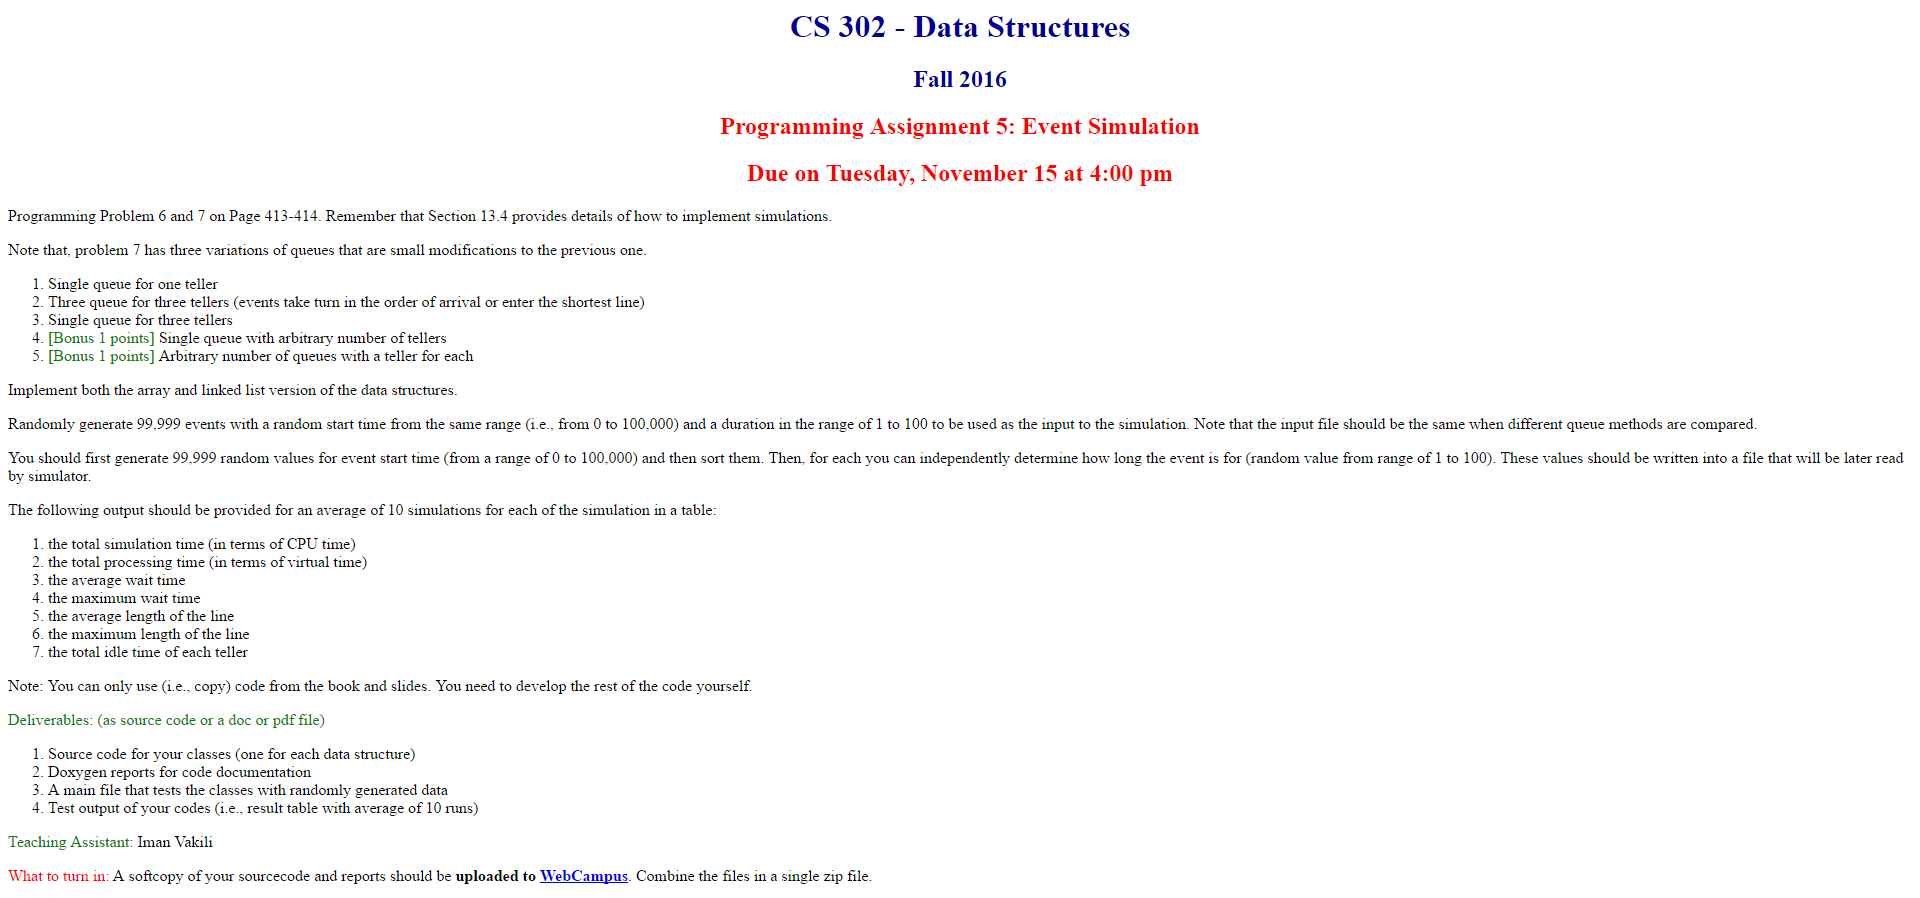 CS 302 - Data Structures
Fall 2016
Programming Assignment 5: Event Simulation
Due on Tuesday, November 15 at 4:00 pm
Programming Problem 6 and 7 on Page 413-414. Remember that Section 13.4 provides details of how to implement simulations.
Note that, problem 7 has three variations of queues that are small modifications to the previous one.
1. Single queue for one teller
2. Three queue for three tellers (events take turn in the order of arrival or enter the shortest line)
3. Single queue for three tellers
4. [Bonus 1 points] Single queue with arbitrary number of tellers
5. [Bonus 1 points] Arbitrary number of queues with a teller for each
Implement both the array and linked list version of the data structures.
Randomly generate 99,999 events with a random start time from the same range (i.e., from 0 to 100,000) and a duration in the range of 1 to 100 to be used as the input to the simulation. Note that the input file should be the same when different queue methods are compared.
You should first generate 99,999 random values for event start time (from a range of 0 to 100,000) and then sort them. Then, for each you can independently determine how long the event is for (random value from range of 1 to 100). These values should be written into a file that will be later read
by simulator.
The following output should be provided for an average of 10 simulations for each of the simulation in a table:
1. the total simulation time (in terms of CPU time)
2. the total processing time (in terms of virtual time)
3. the average wait time
4. the maximum wait time
5. the average length of the line
6. the maximum length of the line
7. the total idle time of each teller
Note: You can only use (i.e., copy) code from the book and slides. You need to develop the rest of the code yourself.
Deliverables: (as source code or a doc or pdf file)
1. Source code for your classes (one for each data structure)
2. Doxygen reports for code documentation
3. A main file that tests the classes with randomly generated data
4. Test output of your codes (i.e., result table with average of 10 runs)
Teaching Assistant: Iman Vakili
What to turn in: A softcopy of your sourcecode and reports should be uploaded to WebCampus. Combine the files in a single zip file.